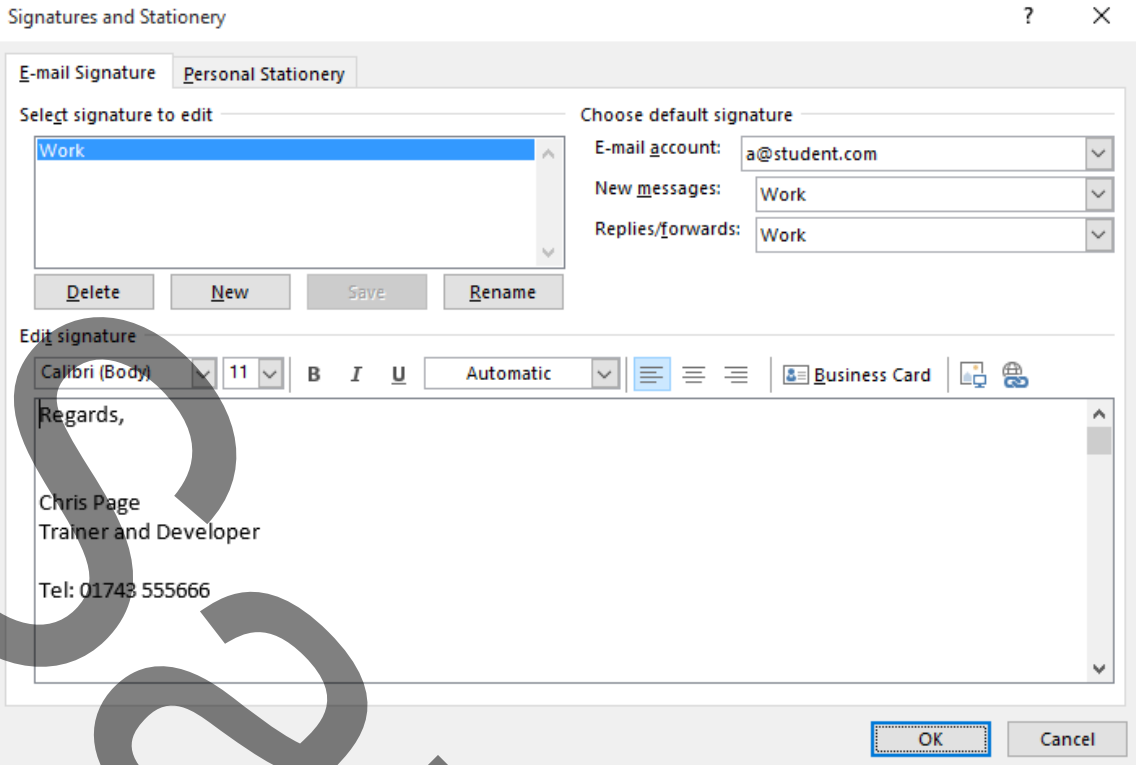 Signatures and Stationery
?
E-mail Signature
Personal Stationery
Select signature to edit
Work
Delete
New
Save
Rename
Choose default signature
E-mail account: a@student.com
New messages: Work
Replies/forwards: Work
Edit signature
Calibri (Body) 11 B I U Automatic Business Card
Regards,
Chris Page
Trainer and Developer
Tel: 01743 555666
OK
Cancel